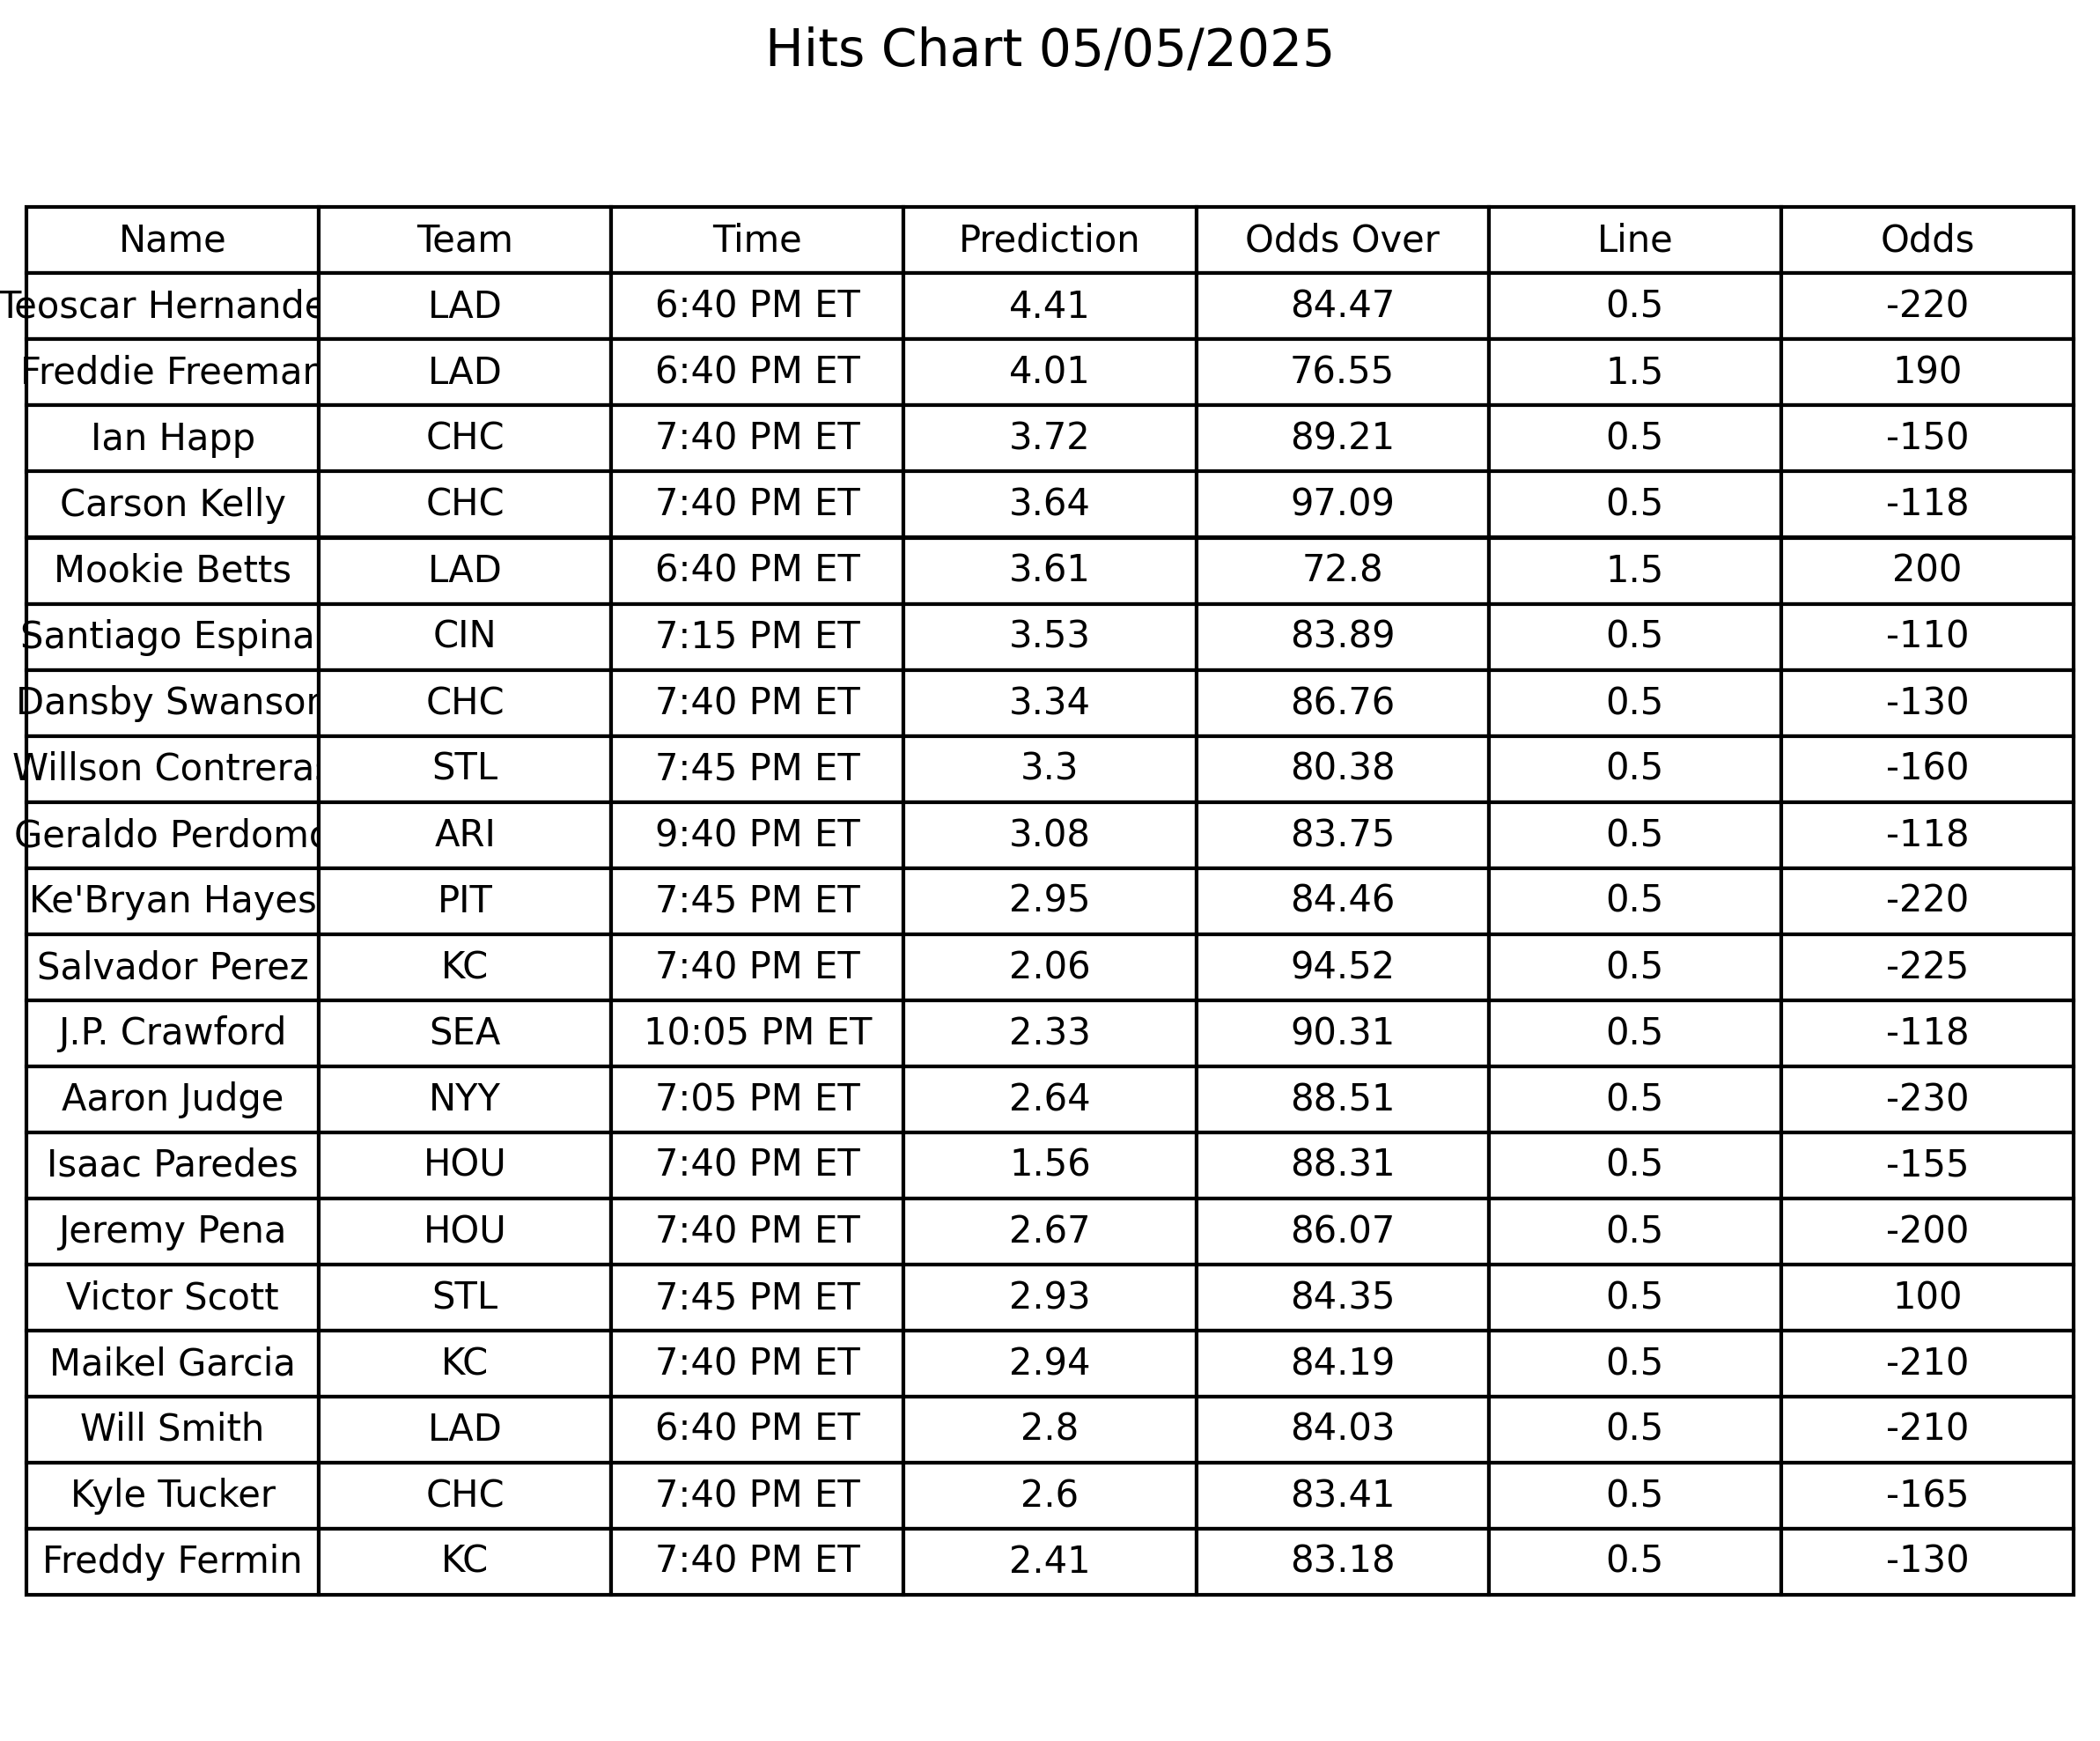 Hits Chart 05/05/2025
Name Team Time Prediction Odds Over Line Odds
Teoscar Hernande LAD 6:40 PM ET 4.41 84.47 0.5 -220
Freddie Freeman LAD 6:40 PM ET 4.01 76.55 1.5 190
Ian Happ CHC 7:40 PM ET 3.72 89.21 0.5 -150
Carson Kelly CHC 7:40 PM ET 3.64 97.09 0.5 -118
Mookie Betts LAD 6:40 PM ET 3.61 72.8 1.5 200
Santiago Espina CIN 7:15 PM ET 3.53 83.89 0.5 -110
Dansby Swanson CHC 7:40 PM ET 3.34 86.76 0.5 -130
Willson Contreras STL 7:45 PM ET 3.3 80.38 0.5 -160
Geraldo Perdomo ARI 9:40 PM ET 3.08 83.75 0.5 -118
Ke'Bryan Hayes PIT 7:45 PM ET 2.95 84.46 0.5 -220
Salvador Perez KC 7:40 PM ET 2.06 94.52 0.5 -225
J.P. Crawford SEA 10:05 PM ET 2.33 90.31 0.5 -118
Aaron Judge NYY 7:05 PM ET 2.64 88.51 0.5 -230
Isaac Paredes HOU 7:40 PM ET 1.56 88.31 0.5 -155
Jeremy Pena HOU 7:40 PM ET 2.67 86.07 0.5 -200
Victor Scott STL 7:45 PM ET 2.93 84.35 0.5 100
Maikel Garcia KC 7:40 PM ET 2.94 84.19 0.5 -210
Will Smith LAD 6:40 PM ET 2.8 84.03 0.5 -210
Kyle Tucker CHC 7:40 PM ET 2.6 83.41 0.5 -165
Freddy Fermin KC 7:40 PM ET 2.41 83.18 0.5 -130